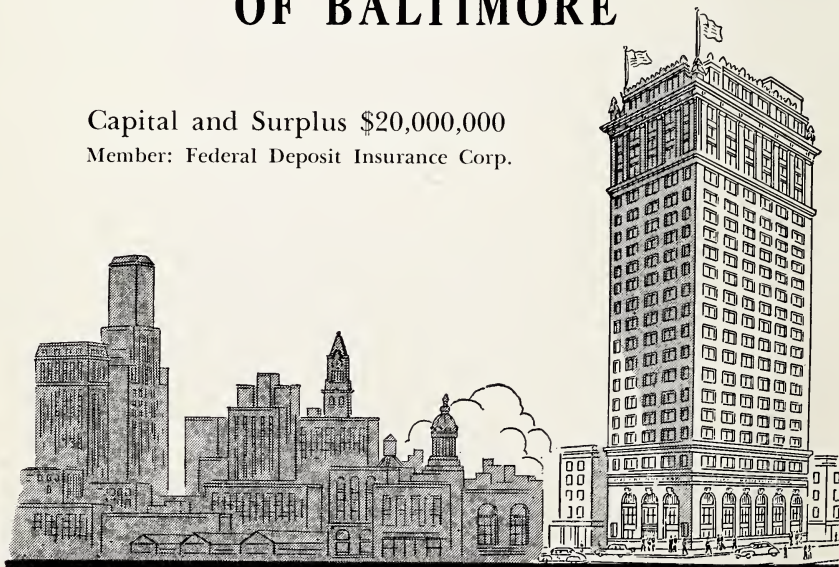 OF BALTIMORE
Capital and Surplus $20,000,000
Member: Federal Deposit Insurance Corp.